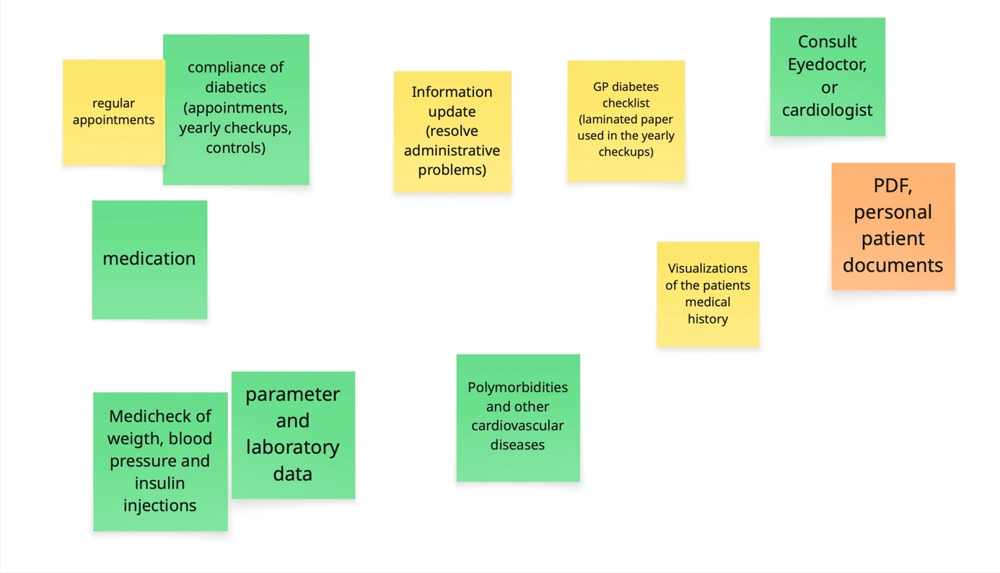 regular
appointments
compliance of
diabetics
(appointments,
yearly checkups,
controls)
Information
update
(resolve
administrative
problems)
GP diabetes
checklist
(laminated paper
used in the yearly
checkups)
Consult
Eyedoctor,
or
cardiologist
PDF,
personal
patient
documents
medication
Visualizations
of the patients
medical
history
Medicheck of
weigth, blood
pressure and
insulin
injections
parameter
and
laboratory
data
Polymorbidities
and other
cardiovascular
diseases